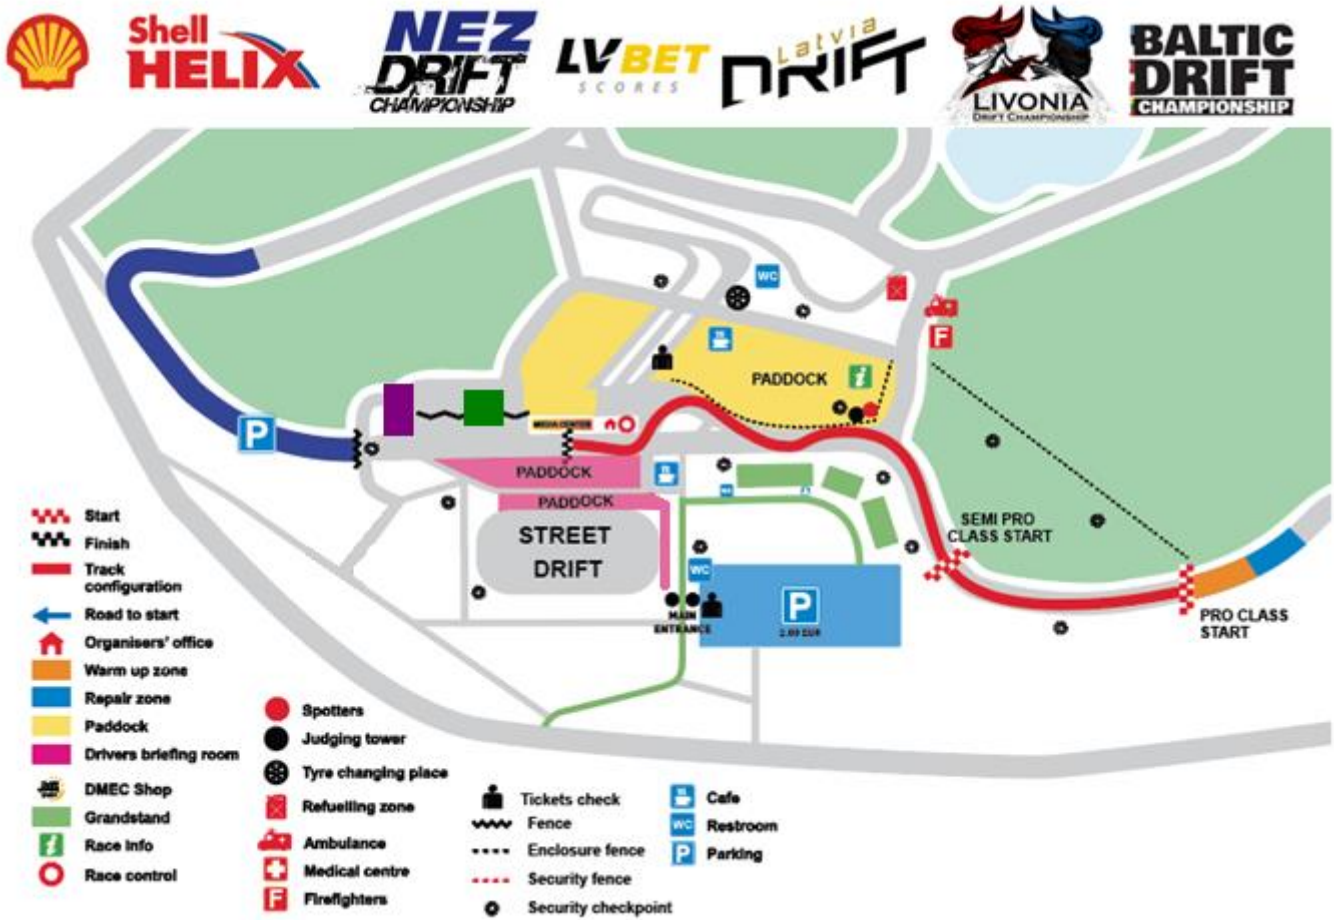 Shell
HELIX
NEZ
DRIFT
CHAMPIONSHIP
LVBET
SCORES
Latvia
DRIFT
LIVONIA
DRIFT CHAMPIONSHIP
BALTIC
DRIFT
CHAMPIONSHIP
WC
F
PADDOCK
i
P
MEDIA CENTER
PADDOCK
PADDOCK
STREET
DRIFT
SEMI PRO
CLASS START
WC
MAIN
ENTRANCE
P
2.00 EUR
PRO CLASS
START
Start
Finish
Track
configuration
Road to start
Organisers' office
Warm up zone
Repair zone
Paddock
Drivers briefing room
DMEC Shop
Grandstand
i Race info
Race control
Spotters
Judging tower
Tyre changing place
Refuelling zone
Ambulance
Medical centre
F Firefighters
Tickets check
Fence
Enclosure fence
Security fence
Security checkpoint
Cafe
WC Restroom
P Parking